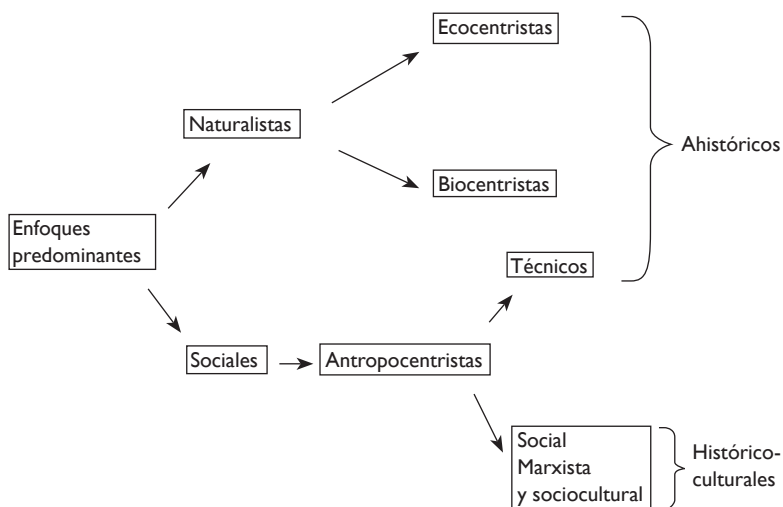 Ecocentristas
Naturalistas
Ahistóricos
Biocentristas
Enfoques
predominantes
Técnicos
Sociales
Antropocentristas
Social
Marxista
y sociocultural
Histórico-
culturales